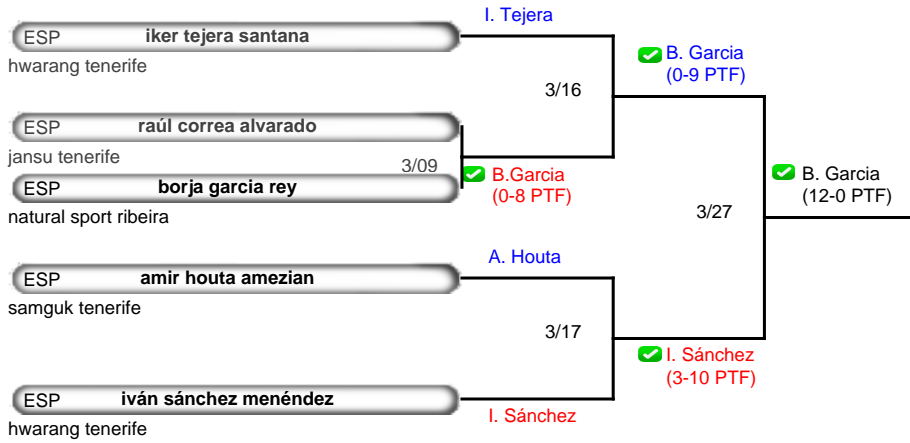 I. Tejera
ESP iker tejera santana
hwarang tenerife
B. Garcia
(0-9 PTF)
3/16
ESP raúl correa alvarado
jansu tenerife
3/09
B.Garcia
(0-8 PTF)
ESP borja garcia rey
natural sport ribeira
B. Garcia
(12-0 PTF)
3/27
A. Houta
ESP amir houta amezian
samguk tenerife
3/17
I. Sánchez
(3-10 PTF)
ESP iván sánchez menéndez
hwarang tenerife
I. Sánchez